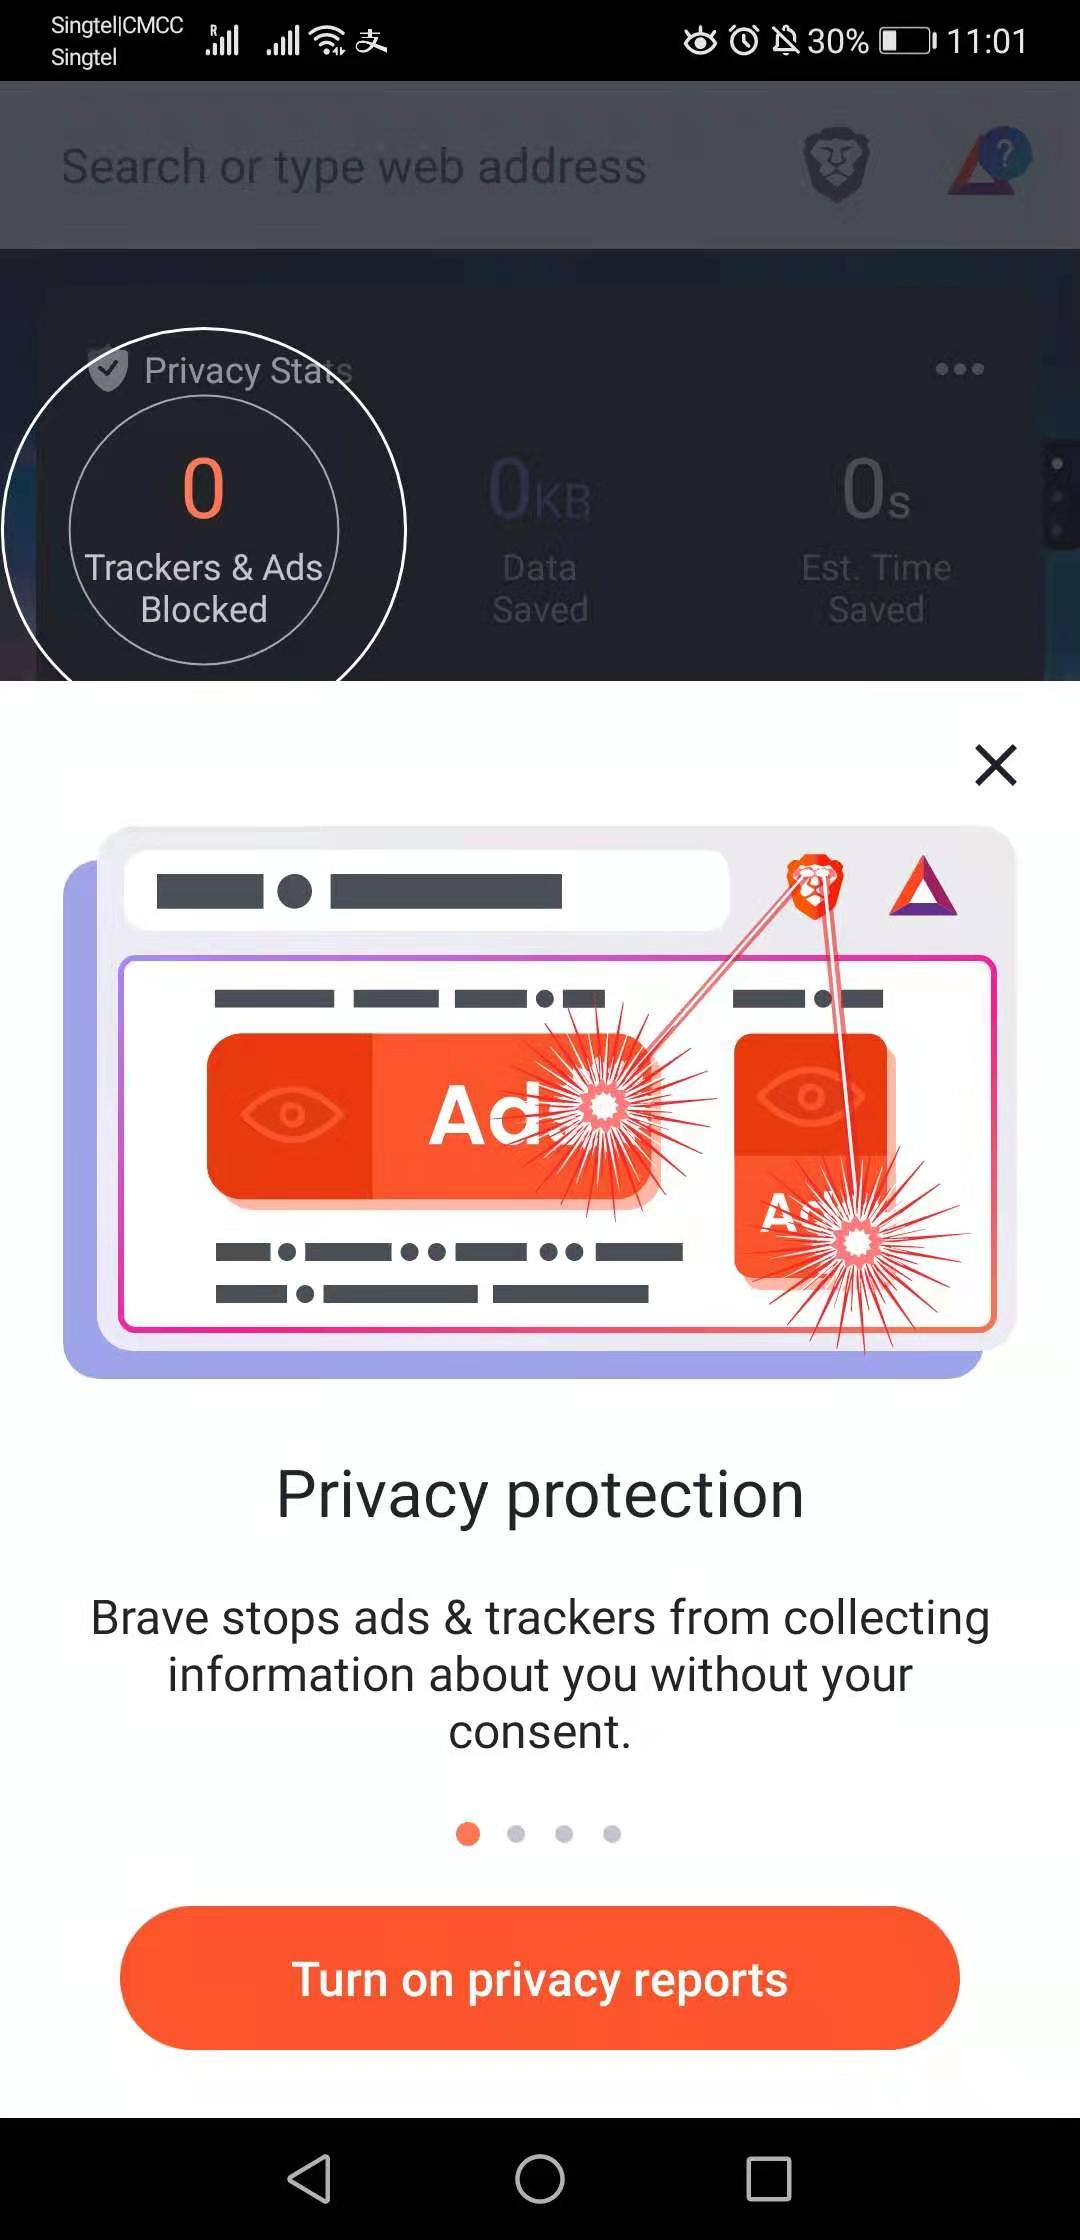 Singtel|CMCC
Singtel
R
支
30%
11:01
Search or type web address
?
Privacy Stats
0
Trackers & Ads
Blocked
0KB
Data
Saved
0s
Est. Time
Saved
Ads
Privacy protection
Brave stops ads & trackers from collecting
information about you without your
consent.
Turn on privacy reports